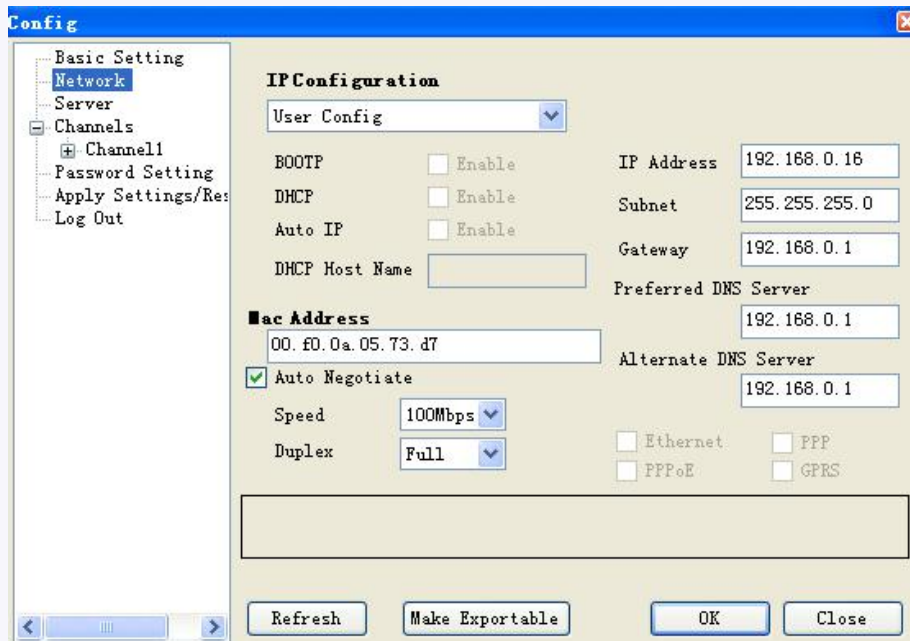 Config
Basic Setting
Network
Server
Channels
Channel1
Password Setting
Apply Settings/Res
Log Out
IP Configuration
User Config
BOOTP Enable
DHCP Enable
Auto IP Enable
DHCP Host Name
Mac Address
00.f0.0a.05.73.d7
Auto Negotiate
Speed 100Mbps
Duplex Full
IP Address 192.168.0.16
Subnet 255.255.255.0
Gateway 192.168.0.1
Preferred DNS Server
192.168.0.1
Alternate DNS Server
192.168.0.1
Ethernet PPP
PPPoE GPRS
Refresh Make Exportable OK Close